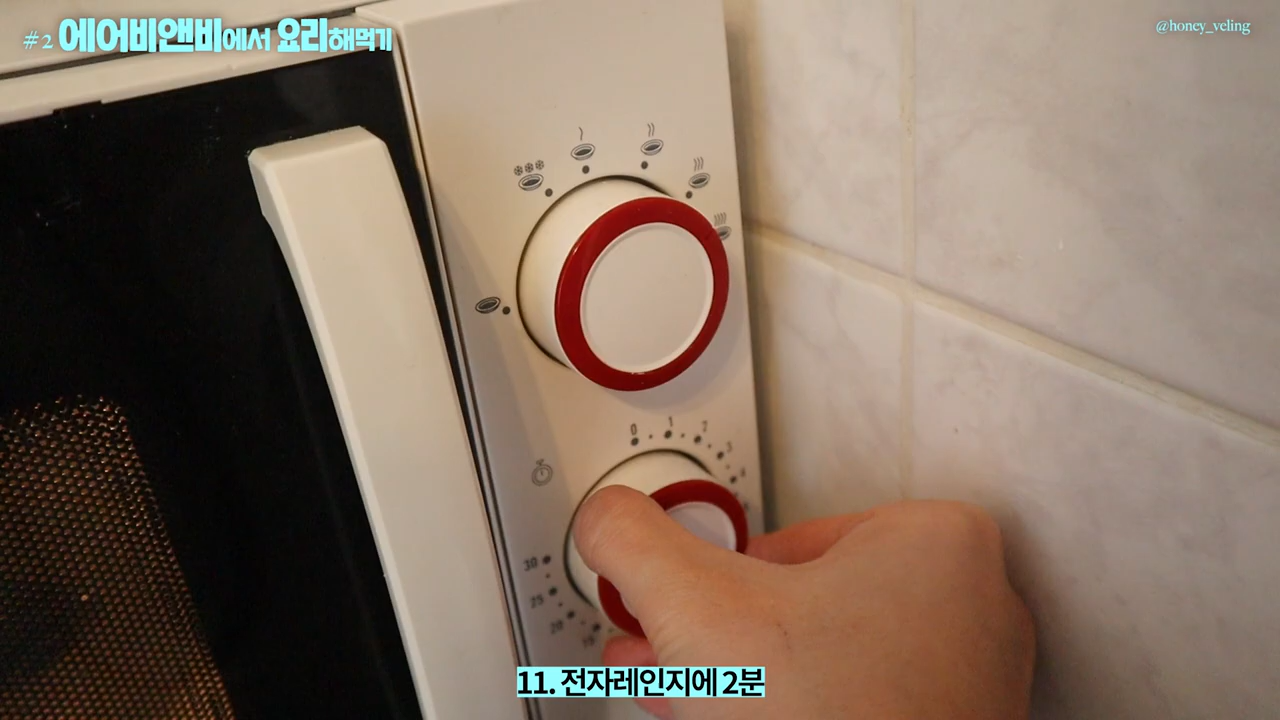 #2 에어비앤비에서 요리해먹기
@honey_veling
0 1 2 3 4
30
25
20
15
11. 전자레인지에 2분